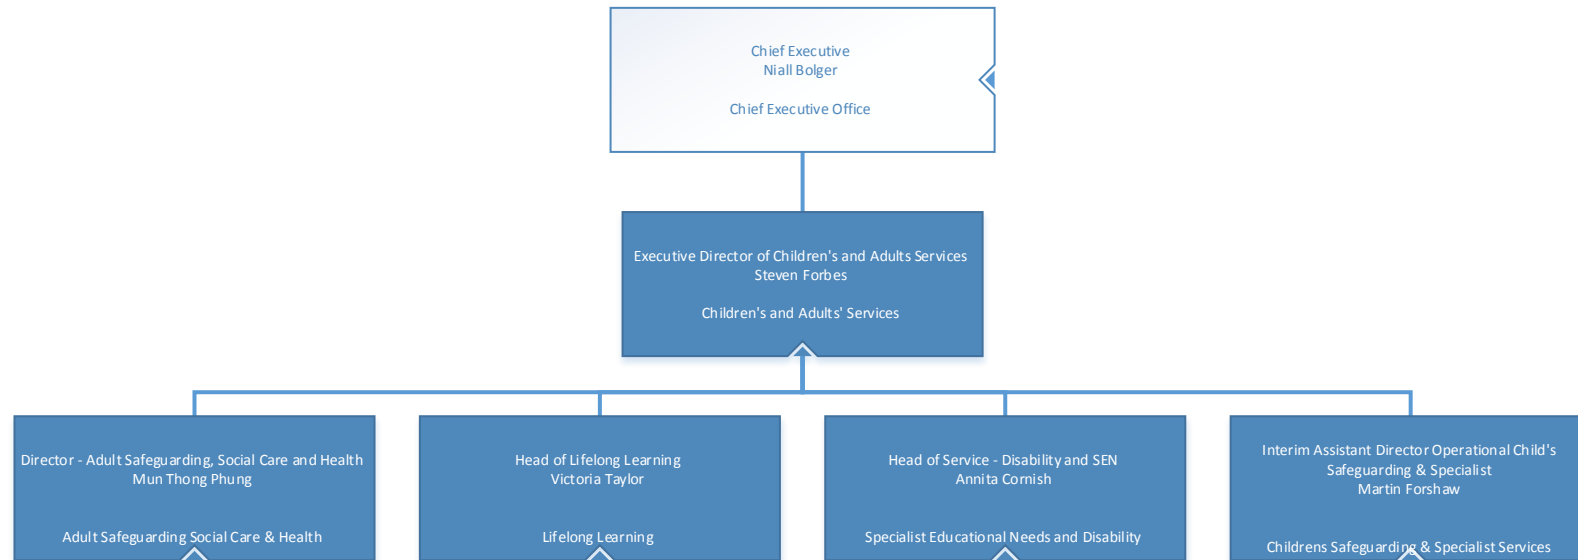 Chief Executive
Niall Bolger
Chief Executive Office
Executive Director of Children's and Adults Services
Steven Forbes
Children's and Adults' Services
Director - Adult Safeguarding, Social Care and Health
Mun Thong Phung
Adult Safeguarding Social Care & Health
Head of Lifelong Learning
Victoria Taylor
Lifelong Learning
Head of Service - Disability and SEN
Annita Cornish
Specialist Educational Needs and Disability
Interim Assistant Director Operational Child's
Safeguarding & Specialist
Martin Forshaw
Childrens Safeguarding & Specialist Services